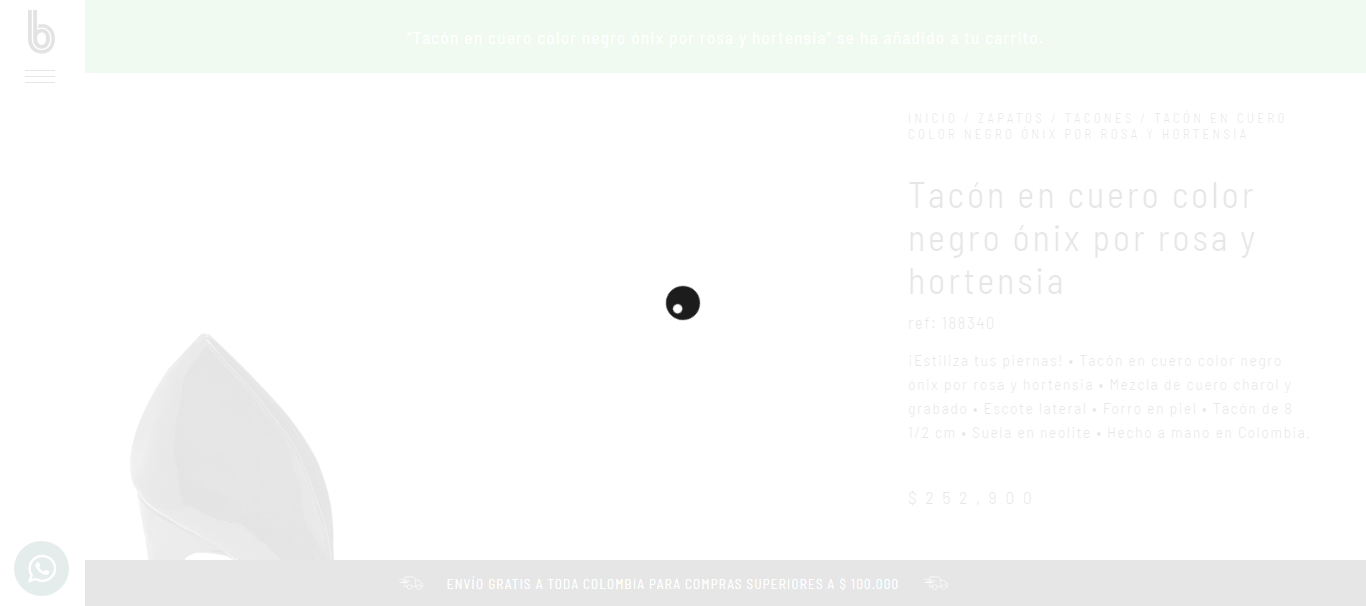 b
"Tacón en cuero color negro ónix por rosa y hortensia" se ha añadido a tu carrito.
INICIO / ZAPATOS / TACONES / TACÓN EN CUERO
COLOR NEGRO ÓNIX POR ROSA Y HORTENSIA
Tacón en cuero color
negro ónix por rosa y
hortensia
ref: 188340
¡Estiliza tus piernas! • Tacón en cuero color negro
ónix por rosa y hortensia • Mezcla de cuero charol y
grabado • Escote lateral • Forro en piel • Tacón de 8
1/2 cm • Suela en neolite • Hecho a mano en Colombia.
$252,900
ENVÍO GRATIS A TODA COLOMBIA PARA COMPRAS SUPERIORES A $ 100.000